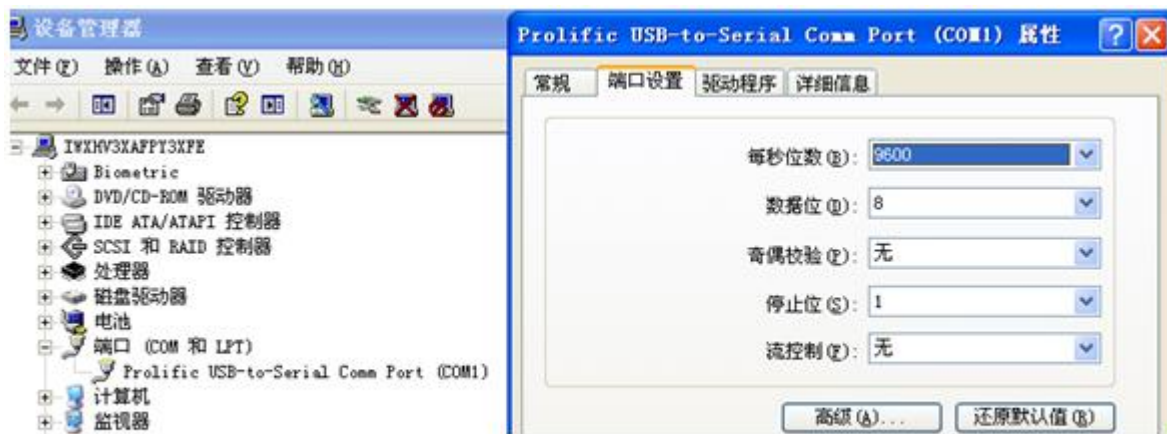 设备管理器
文件(F) 操作(A) 查看(V) 帮助(H)
IWXHV3XAFPY3XFE
Biometric
DVD/CD-ROM 驱动器
IDE ATA/ATAPI 控制器
SCSI 和 RAID 控制器
处理器
磁盘驱动器
电池
端口 (COM 和 LPT)
Prolific USB-to-Serial Comm Port (COM1)
计算机
监视器
Prolific USB-to-Serial Comm Port (COM1) 属性
常规 端口设置 驱动程序 详细信息
每秒位数(B): 9600
数据位(D): 8
奇偶校验(P): 无
停止位(S): 1
流控制(F): 无
高级(A)... 还原默认值(R)